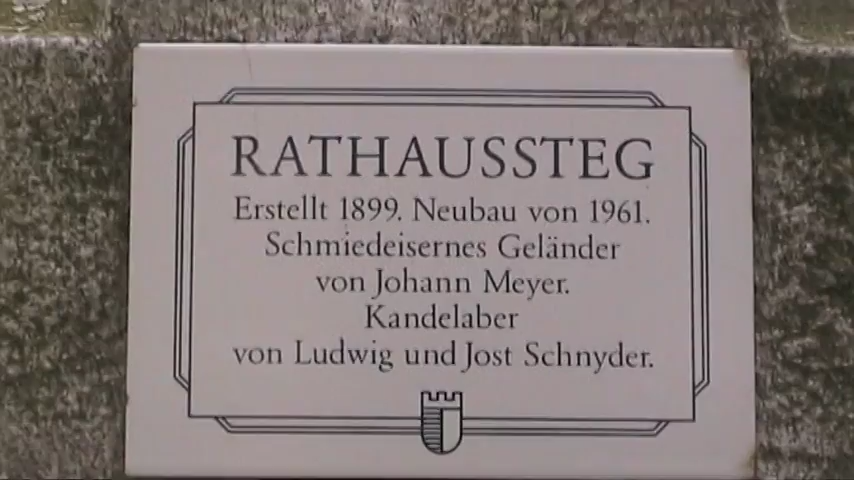 RATHAUSSTEG
Erstellt 1899. Neubau von 1961.
Schmiedeisernes Geländer
von Johann Meyer.
Kandelaber
von Ludwig und Jost Schnyder.